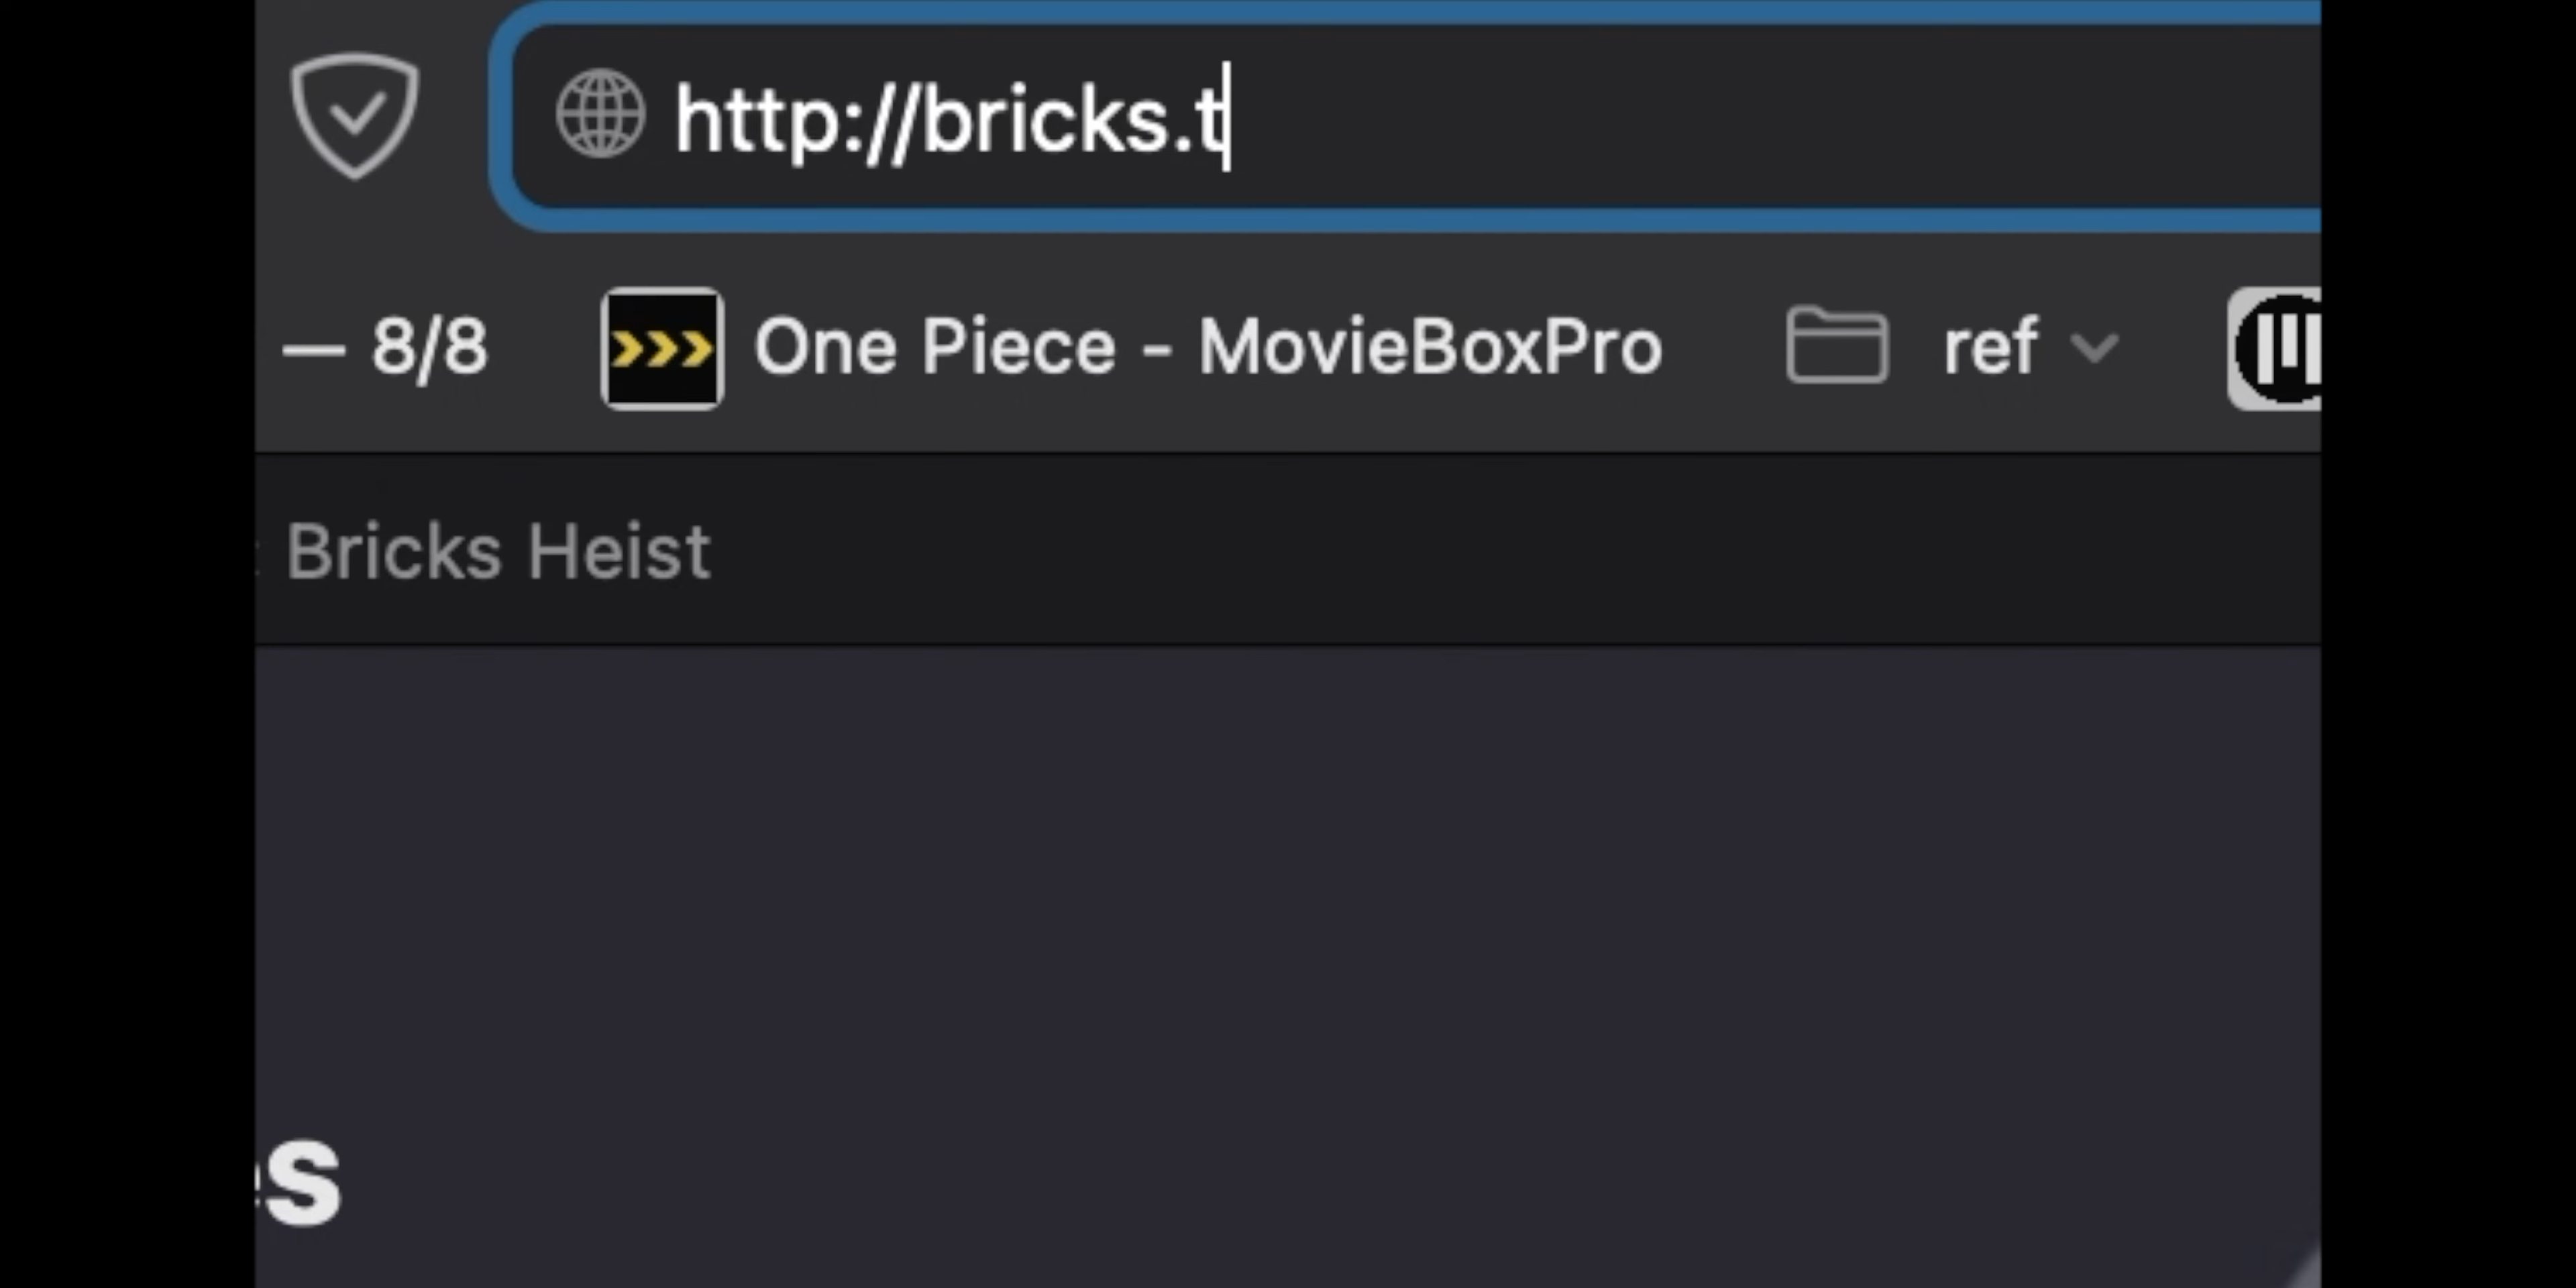 http://bricks.t
— 8/8 One Piece - MovieBoxPro ref
Bricks Heist